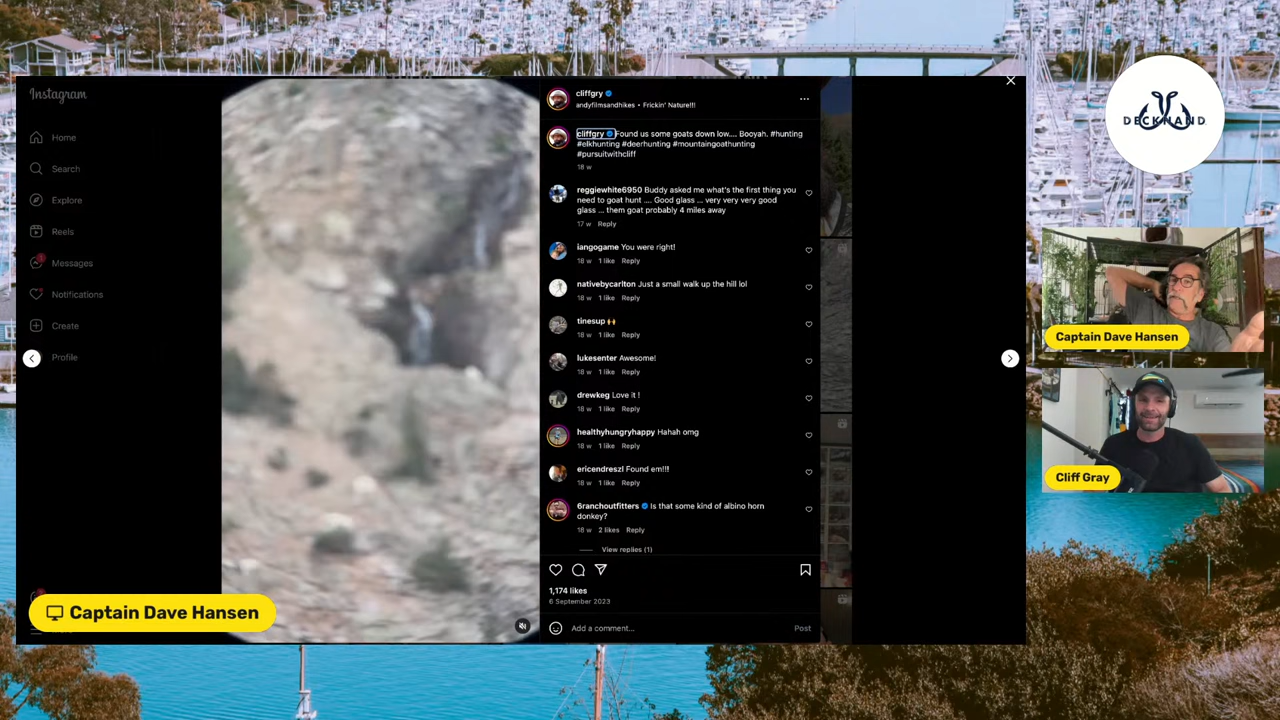 Instagram
Home
Search
Explore
Reels
Messages
Notifications
Create
Profile
cliffgry
andyfilmsandhikes • Frickin' Nature!!!
cliffgry Found us some goats down low.... Booyah. #hunting
#elkhunting #deerhunting #mountaingoathunting
#pursuitwithcliff
18 w
reggiewhite6950 Buddy asked me what's the first thing you
need to goat hunt .... Good glass ... very very very good
glass ... them goat probably 4 miles away
17 w Reply
iangogame You were right!
18 w 1 like Reply
nativebycarlton Just a small walk up the hill lol
18 w 1 like Reply
tinesup 🙌
18 w 1 like Reply
lukesenter Awesome!
18 w 1 like Reply
drewkeg Love it !
18 w 1 like Reply
healthyhungryhappy Hahah omg
18 w 1 like Reply
ericendreszl Found em!!!
18 w 1 like Reply
6ranchoutfitters Is that some kind of albino horn
donkey?
18 w 2 likes Reply
View replies (1)
1,174 likes
6 September 2023
Add a comment...
Post
Captain Dave Hansen
DECKHAND
Captain Dave Hansen
Cliff Gray